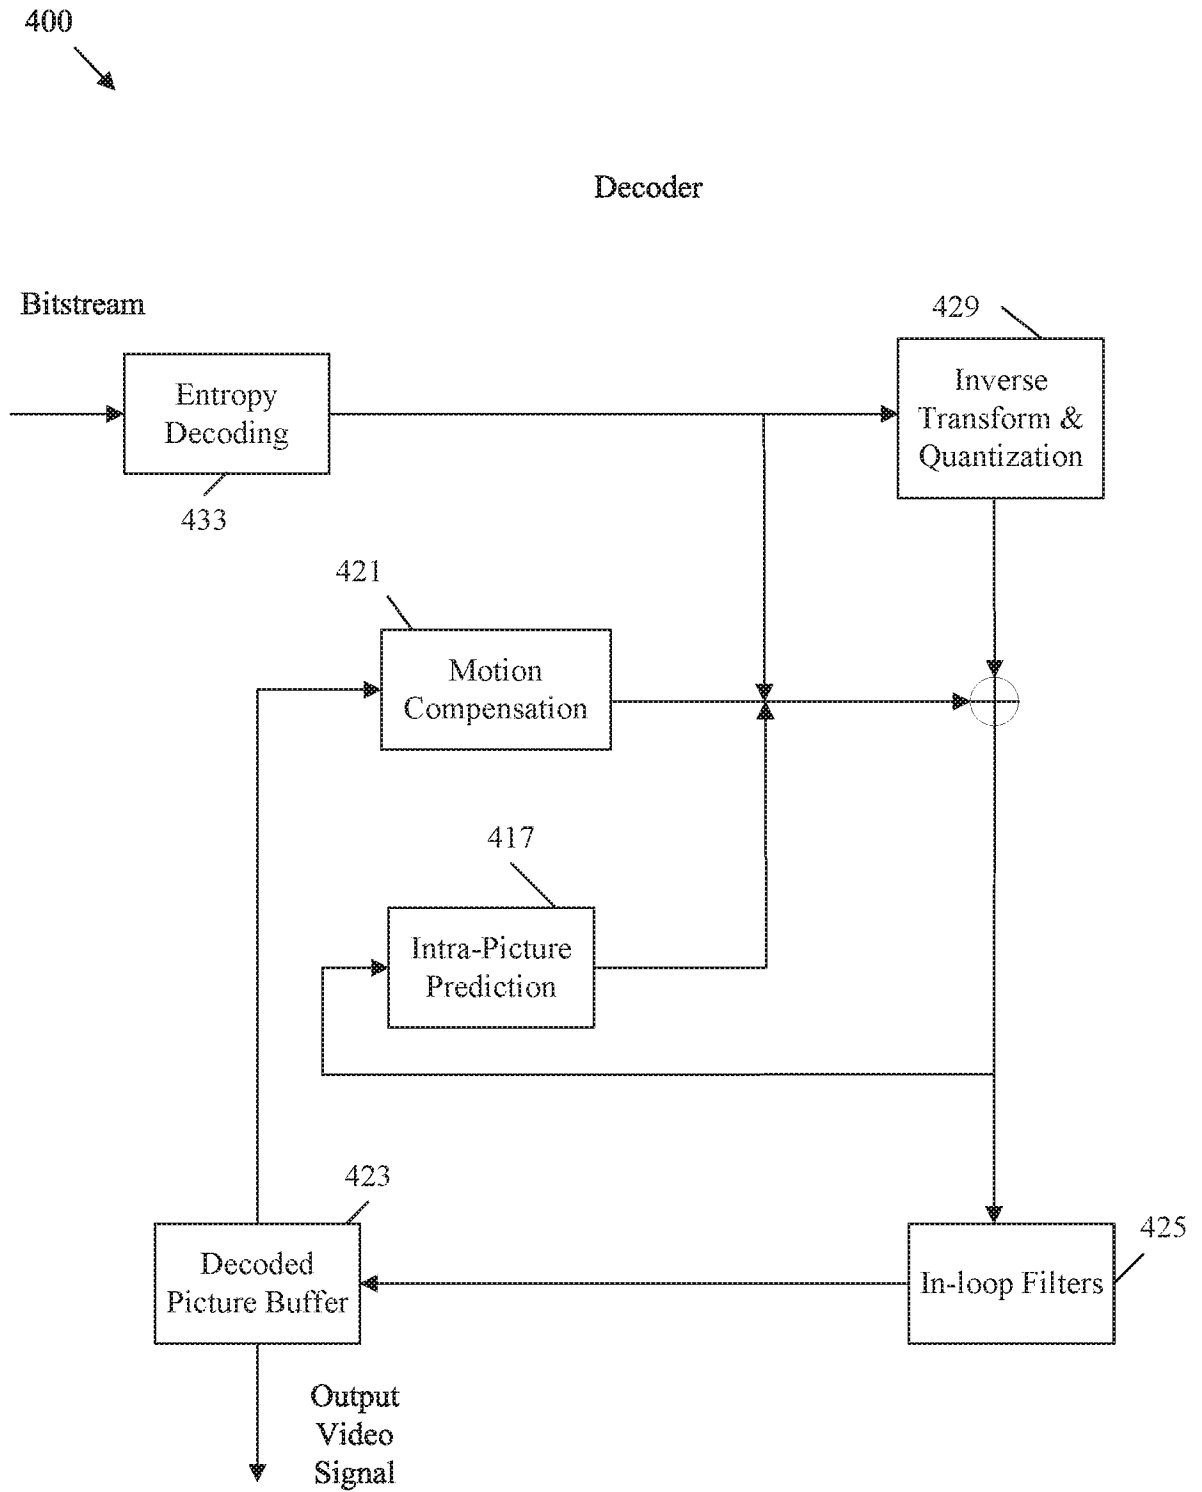 400
Decoder
Bitstream
429
Entropy
Decoding
Inverse
Transform &
Quantization
433
421
Motion
Compensation
417
Intra-Picture
Prediction
423
425
Decoded
Picture Buffer
In-loop Filters
Output
Video
Signal